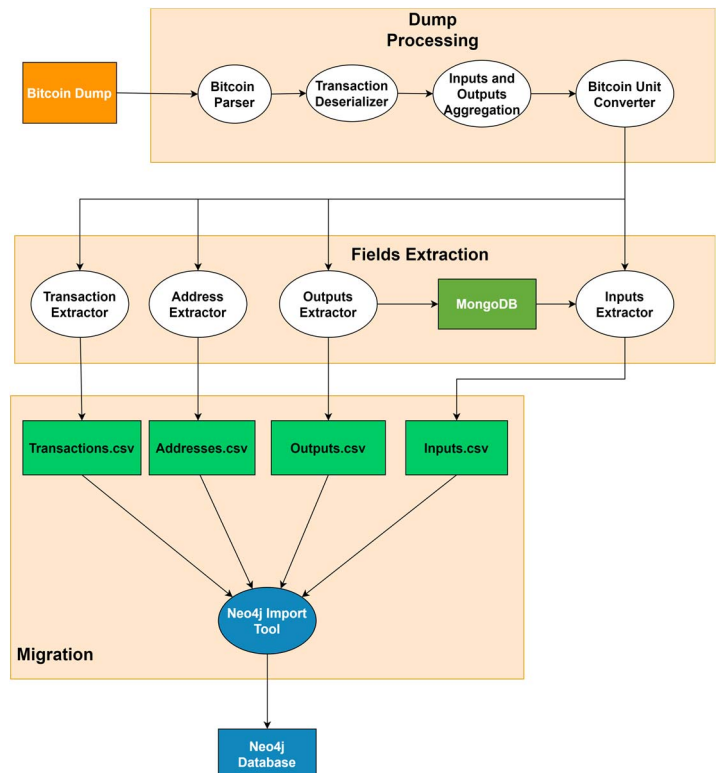 Dump
Processing
Bitcoin Dump
Bitcoin
Parser
Transaction
Deserializer
Inputs and
Outputs
Aggregation
Bitcoin Unit
Converter
Fields Extraction
Transaction
Extractor
Address
Extractor
Outputs
Extractor
MongoDB
Inputs
Extractor
Transactions.csv
Addresses.csv
Outputs.csv
Inputs.csv
Neo4j Import
Tool
Migration
Neo4j
Database